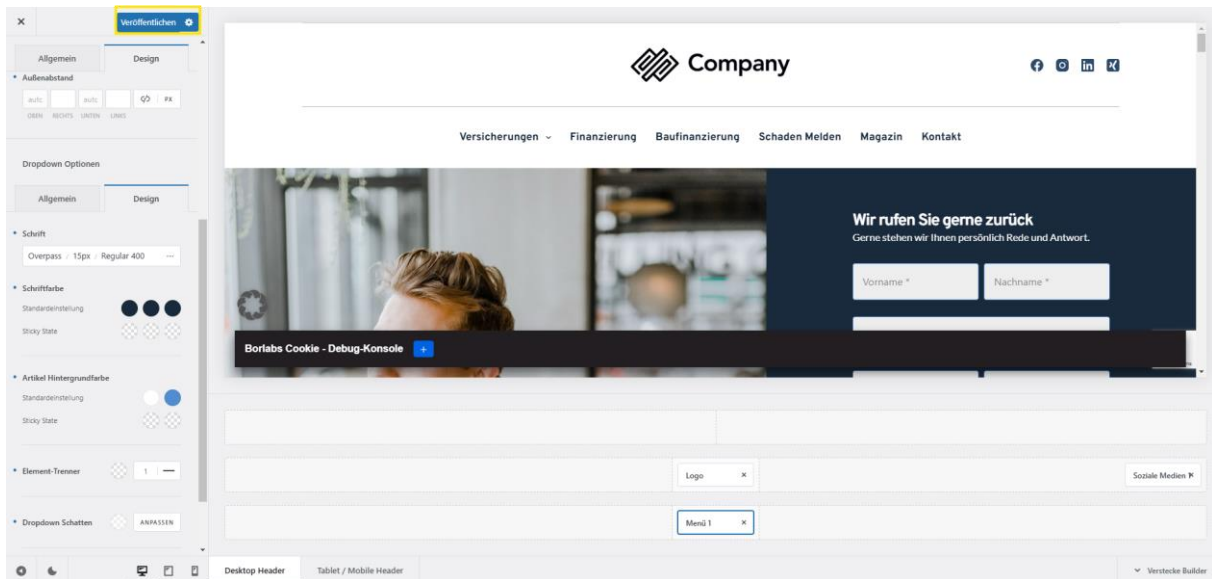 Veröffentlichen
Allgemein Design
Außenabstand
auto auto PX
OBEN RECHTS UNTEN LINKS
Dropdown Optionen
Allgemein Design
Schrift
Overpass / 15px / Regular 400
Schriftfarbe
Standardeinstellung
Sticky State
Artikel Hintergrundfarbe
Standardeinstellung
Sticky State
Element-Trenner 1
Dropdown Schatten ANPASSEN
Company
Versicherungen Finanzierung Baufinanzierung Schaden Melden Magazin Kontakt
Wir rufen Sie gerne zurück
Gerne stehen wir Ihnen persönlich Rede und Antwort.
Vorname * Nachname *
Borlabs Cookie - Debug-Konsole +
Logo
Soziale Medien
Menü 1
Desktop Header Tablet / Mobile Header Verstecke Builder